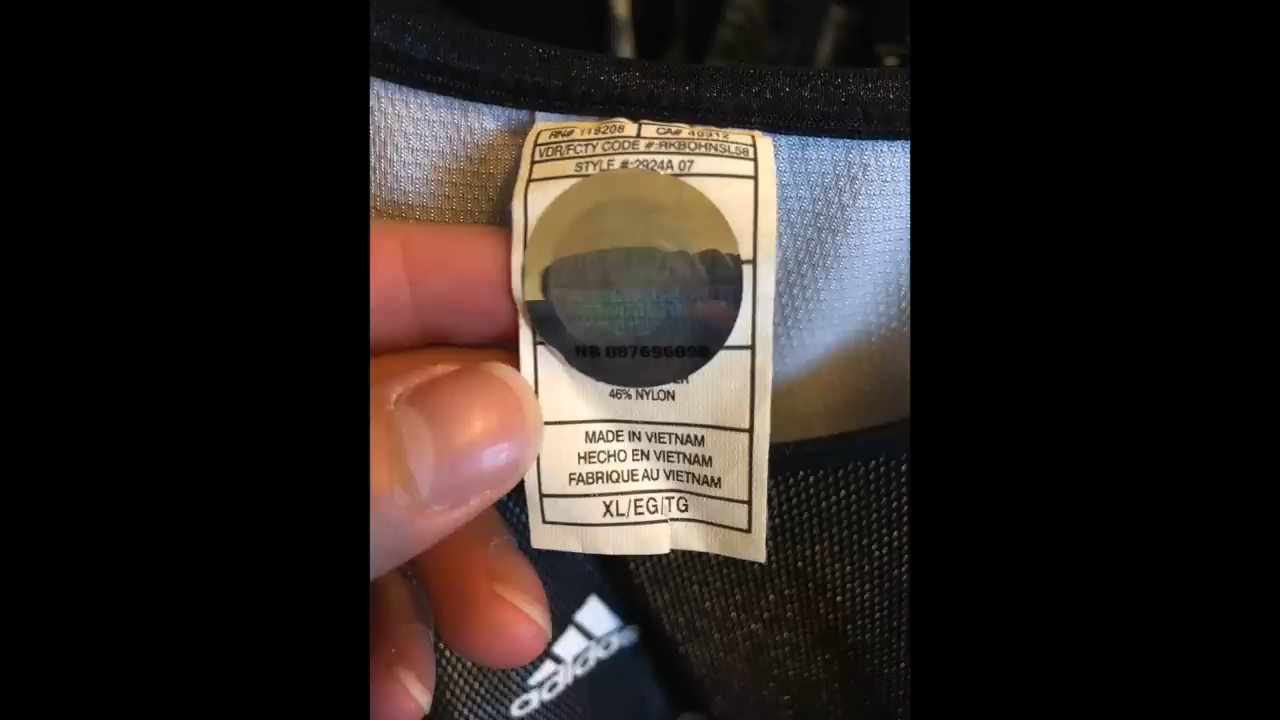 RN# 119208 CA# 40312
VDR/FCTY CODE #:RKBOHNSL58
STYLE #:2924A 07
NB 087696098
46% NYLON
MADE IN VIETNAM
HECHO EN VIETNAM
FABRIQUE AU VIETNAM
XL/EG/TG
adidas